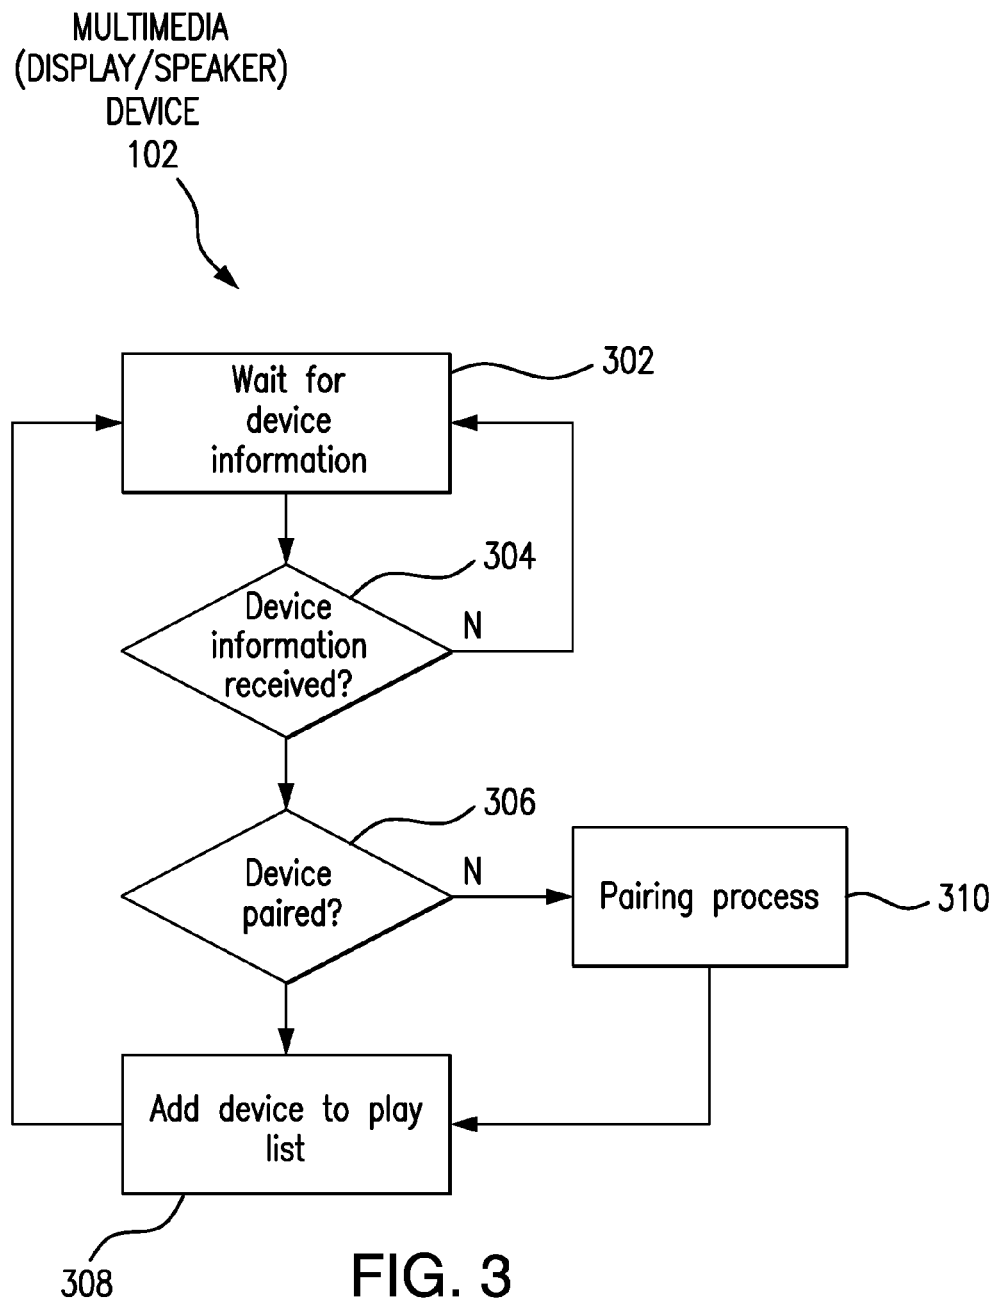 MULTIMEDIA
(DISPLAY/SPEAKER)
DEVICE
102
302
Wait for
device
information
304
Device
information
received?
N
306
Device
paired?
N
Pairing process
310
Add device to play
list
308
FIG. 3